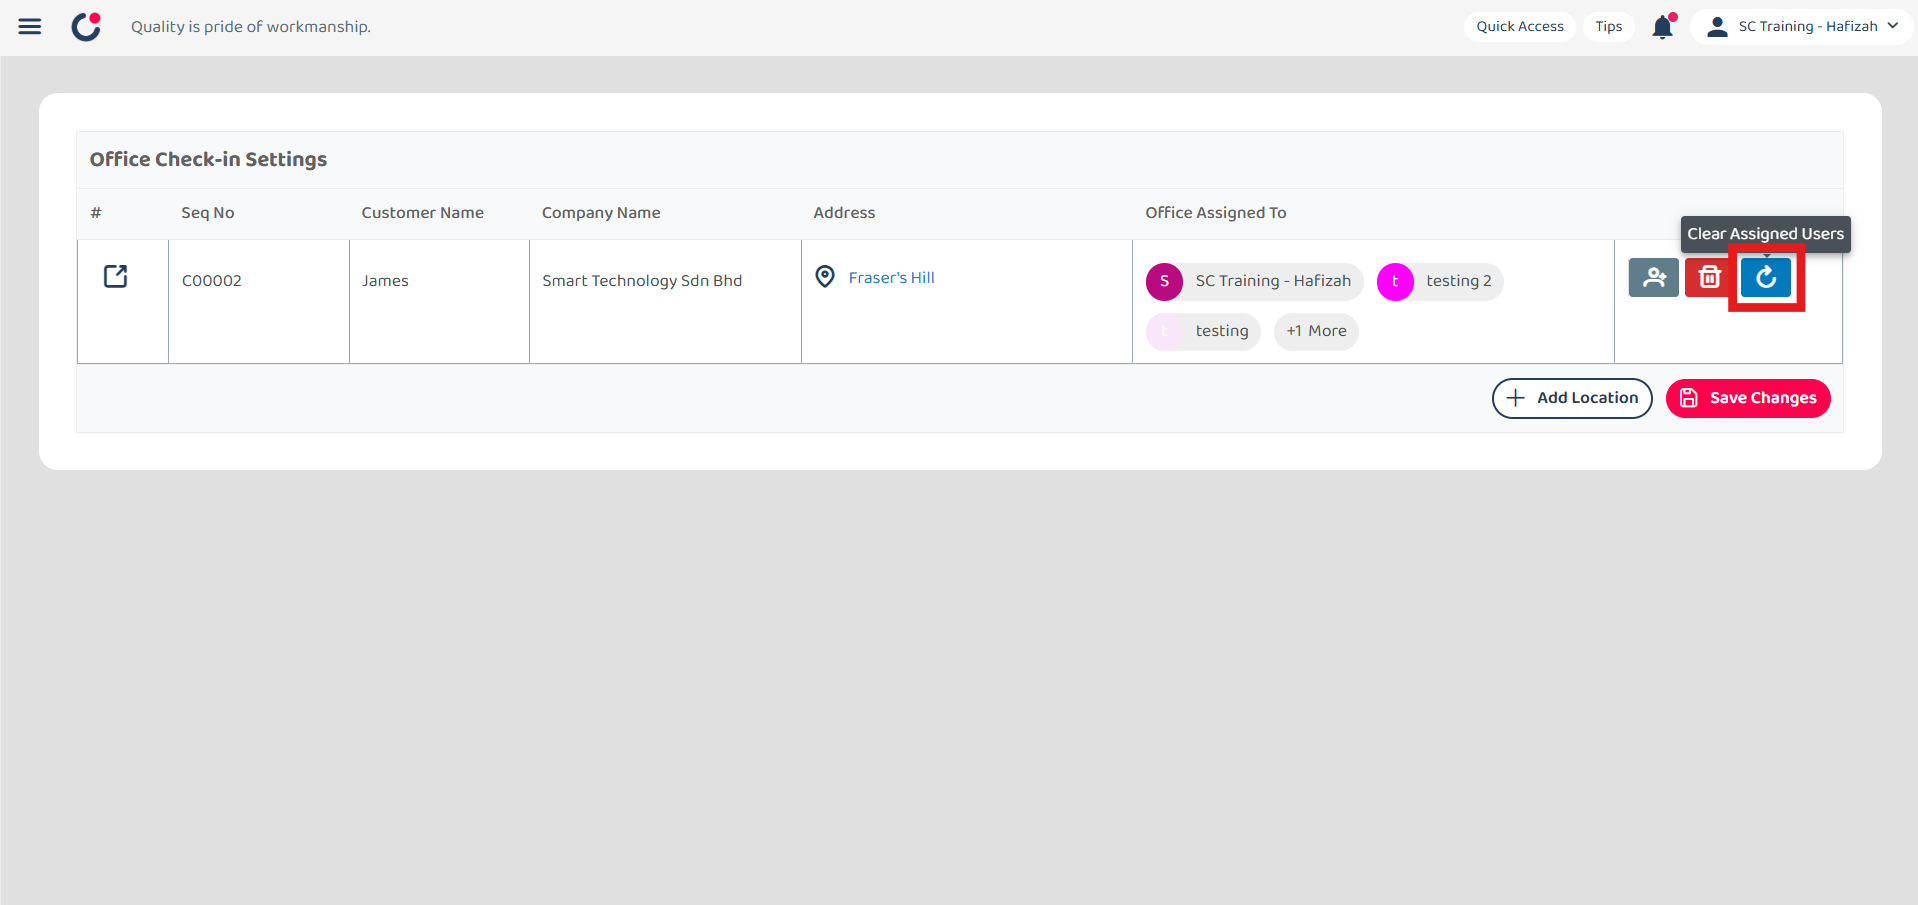 Quality is pride of workmanship.
Quick Access
Tips
SC Training - Hafizah
Office Check-in Settings
# Seq No Customer Name Company Name Address Office Assigned To
Clear Assigned Users
C00002 James Smart Technology Sdn Bhd Fraser's Hill
S SC Training - Hafizah t testing 2
t testing +1 More
Add Location
Save Changes